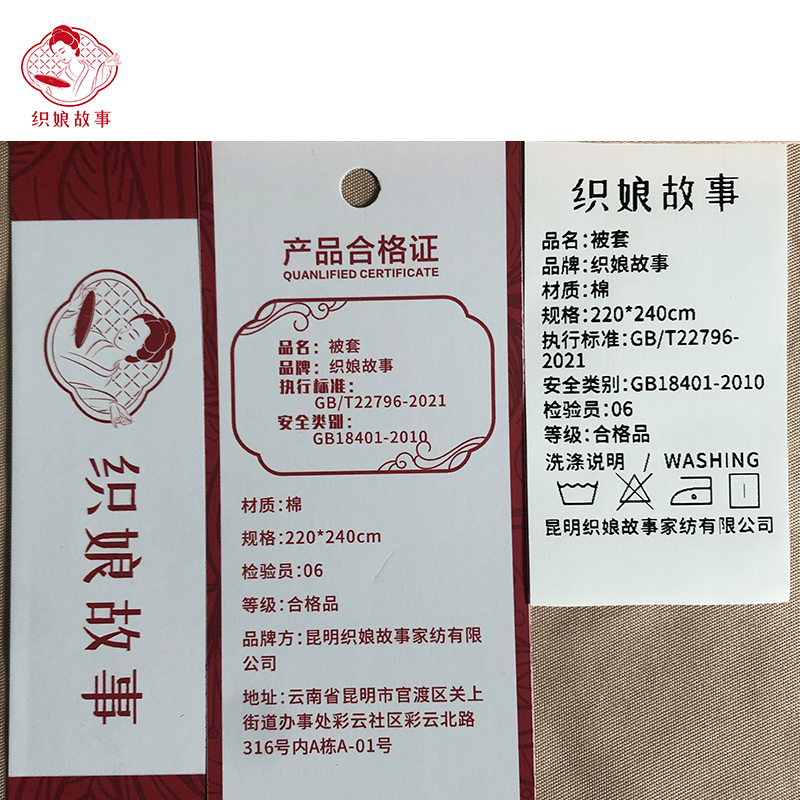 织娘故事
织娘故事
产品合格证
QUANLIFIED CERTIFICATE
品名：被套
品牌：织娘故事
执行标准：
GB/T22796-2021
安全类别：
GB18401-2010
材质：棉
规格：220*240cm
检验员：06
等级：合格品
品牌方：昆明织娘故事家纺有限
公司
地址：云南省昆明市官渡区关上
街道办事处彩云社区彩云北路
316号内A栋A-01号
织娘故事
品名：被套
品牌：织娘故事
材质：棉
规格：220*240cm
执行标准：GB/T22796-
2021
安全类别：GB18401-2010
检验员：06
等级：合格品
洗涤说明 / WASHING
昆明织娘故事家纺有限公司